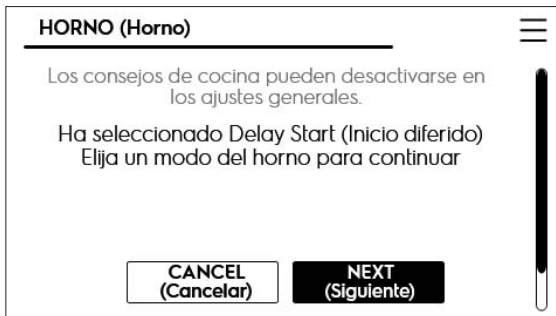 HORNO (Horno)
Los consejos de cocina pueden desactivarse en
los ajustes generales.
Ha seleccionado Delay Start (Inicio diferido)
Elija un modo del horno para continuar
CANCEL
(Cancelar)
NEXT
(Siguiente)